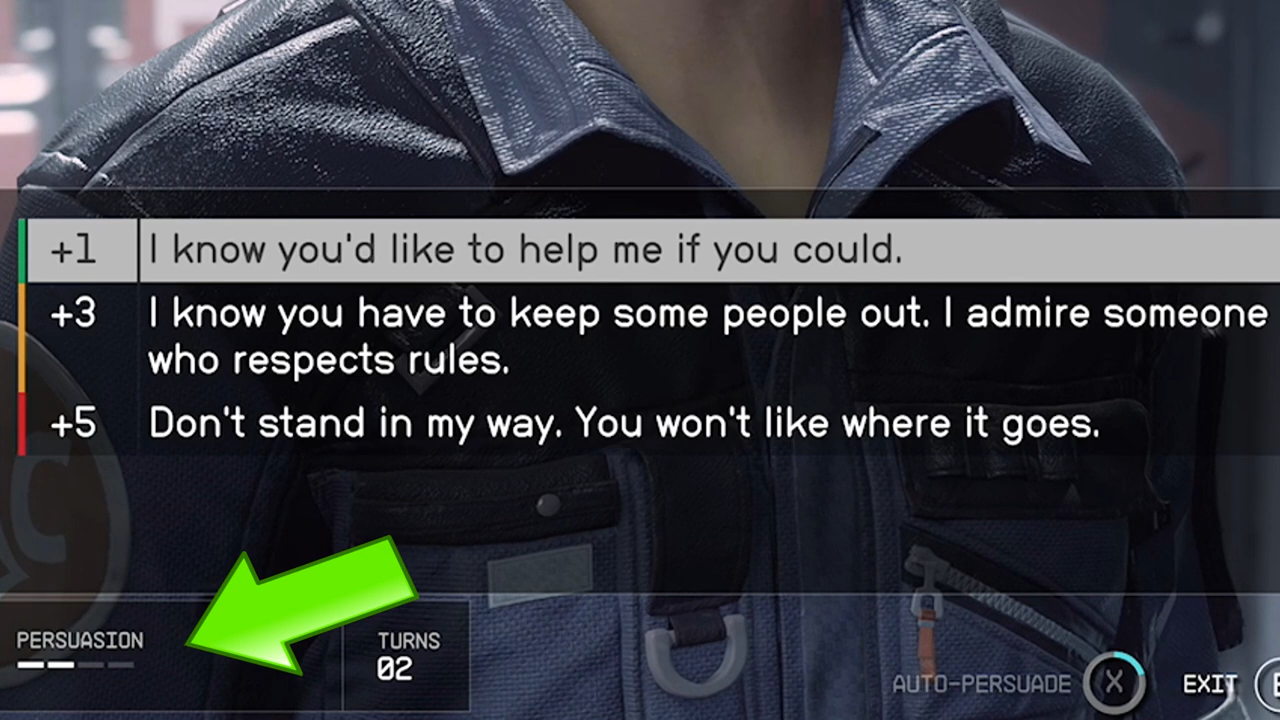 +1 I know you'd like to help me if you could.
+3 I know you have to keep some people out. I admire someone
who respects rules.
+5 Don't stand in my way. You won't like where it goes.
PERSUASION
TURNS
02
AUTO-PERSUADE X EXIT